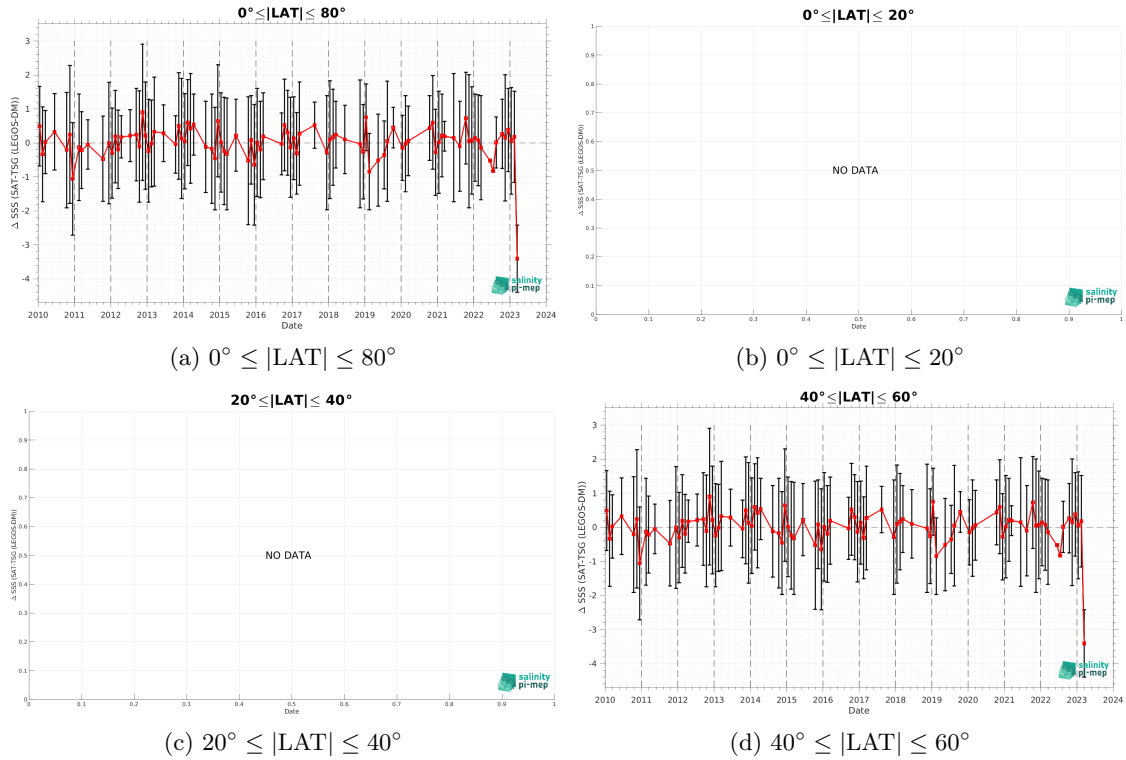 0°≤|LAT|≤ 80°
Δ SSS (SAT-TSG (LEGOS-DM))
3
2
1
0
-1
-2
-3
-4
2010 2011 2012 2013 2014 2015 2016 2017 2018 2019 2020 2021 2022 2023 2024
Date
salinity
pi-mep
(a) 0° ≤ |LAT| ≤ 80°
0°≤|LAT|≤ 20°
Δ SSS (SAT-TSG (LEGOS-DM))
1
0.9
0.8
0.7
0.6
0.5
0.4
0.3
0.2
0.1
0
NO DATA
0 0.1 0.2 0.3 0.4 0.5 0.6 0.7 0.8 0.9 1
Date
salinity
pi-mep
(b) 0° ≤ |LAT| ≤ 20°
20°≤|LAT|≤ 40°
Δ SSS (SAT-TSG (LEGOS-DM))
1
0.9
0.8
0.7
0.6
0.5
0.4
0.3
0.2
0.1
0
NO DATA
0 0.1 0.2 0.3 0.4 0.5 0.6 0.7 0.8 0.9 1
Date
salinity
pi-mep
(c) 20° ≤ |LAT| ≤ 40°
40°≤|LAT|≤ 60°
Δ SSS (SAT-TSG (LEGOS-DM))
3
2
1
0
-1
-2
-3
-4
2010 2011 2012 2013 2014 2015 2016 2017 2018 2019 2020 2021 2022 2023 2024
Date
salinity
pi-mep
(d) 40° ≤ |LAT| ≤ 60°